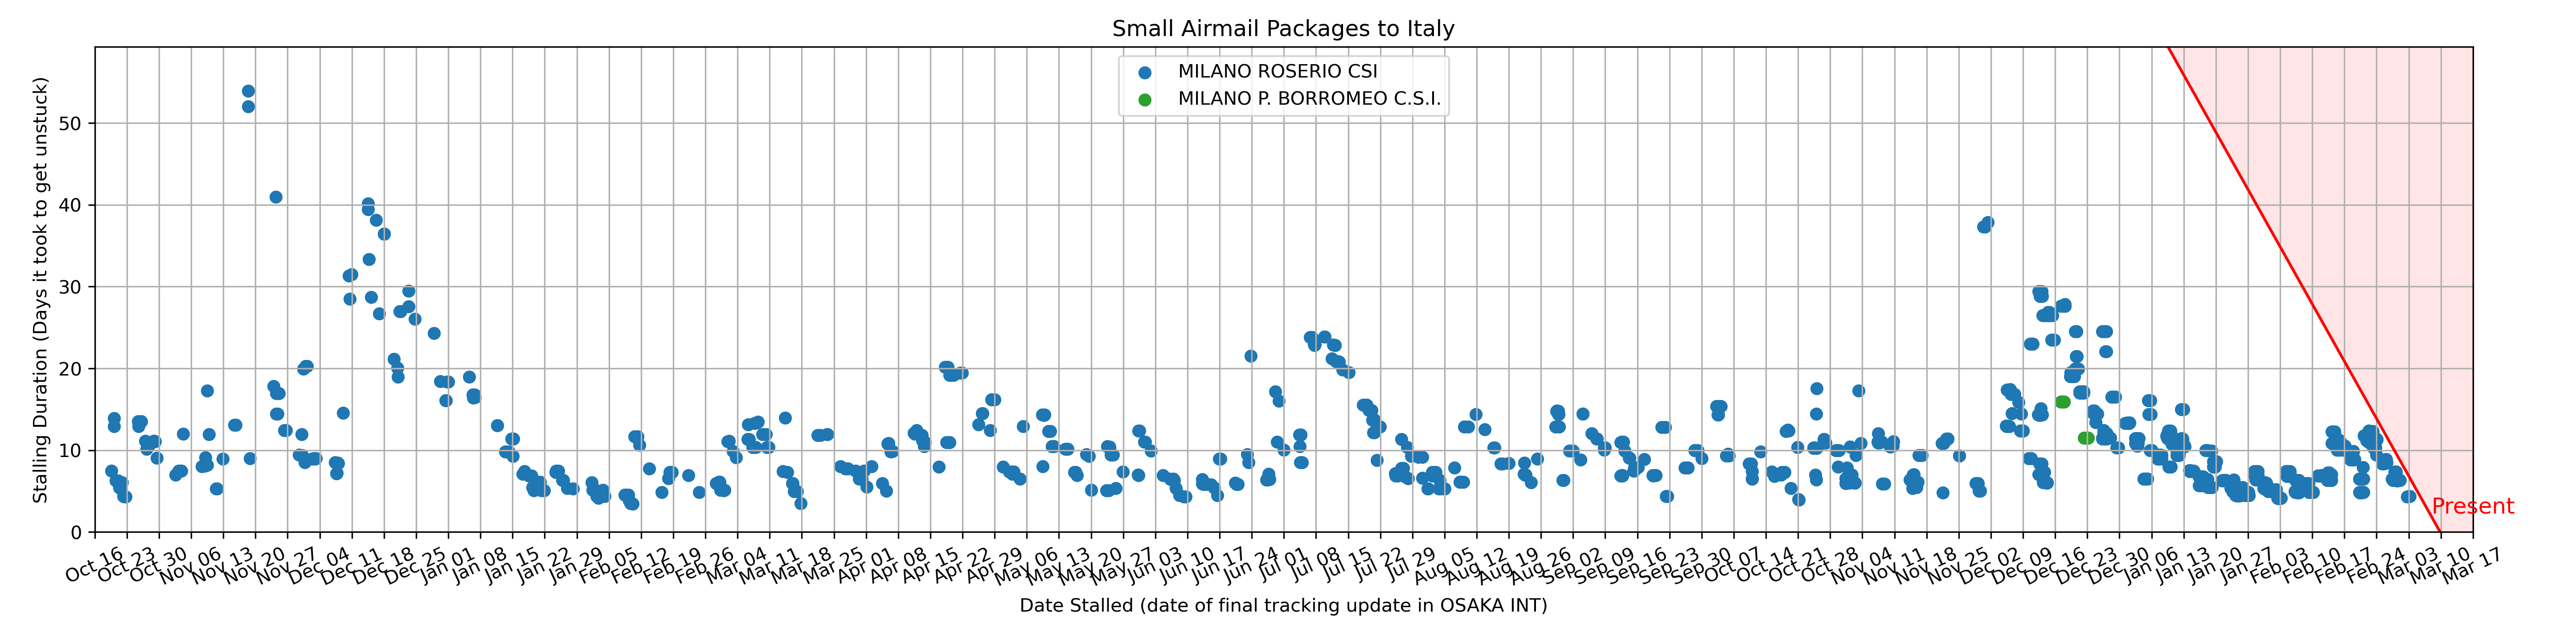 Small Airmail Packages to Italy
MILANO ROSERIO CSI
MILANO P. BORROMEO C.S.I.
Stalling Duration (Days it took to get unstuck)
50
40
30
20
10
0
Present
Oct 16 Oct 23 Oct 30 Nov 06 Nov 13 Nov 20 Nov 27 Dec 04 Dec 11 Dec 18 Dec 25 Jan 01 Jan 08 Jan 15 Jan 22 Jan 29 Feb 05 Feb 12 Feb 19 Feb 26 Mar 04 Mar 11 Mar 18 Mar 25 Apr 01 Apr 08 Apr 15 Apr 22 Apr 29 May 06 May 13 May 20 May 27 Jun 03 Jun 10 Jun 17 Jun 24 Jul 01 Jul 08 Jul 15 Jul 22 Jul 29 Aug 05 Aug 12 Aug 19 Aug 26 Sep 02 Sep 09 Sep 16 Sep 23 Sep 30 Oct 07 Oct 14 Oct 21 Oct 28 Nov 04 Nov 11 Nov 18 Nov 25 Dec 02 Dec 09 Dec 16 Dec 23 Dec 30 Jan 06 Jan 13 Jan 20 Jan 27 Feb 03 Feb 10 Feb 17 Feb 24 Mar 03 Mar 10 Mar 17
Date Stalled (date of final tracking update in OSAKA INT)